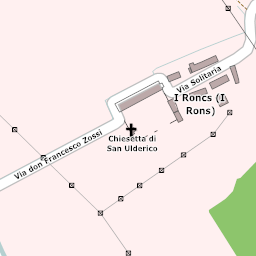 Via Solitaria
I Roncs (I
Rons)
Chiesetta di
San Ulderico
Via don Francesco Zossi